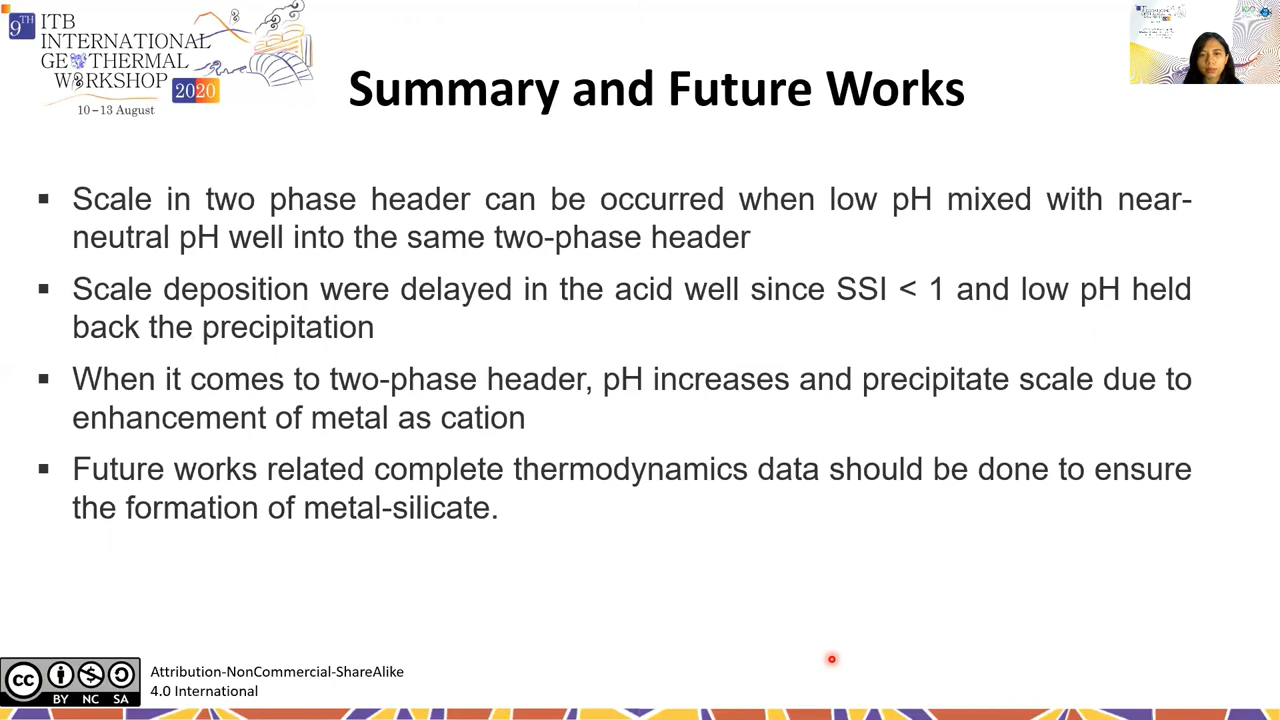 9TH ITB
INTERNATIONAL
GEOTHERMAL
WORKSHOP 2020
10–13 August
Summary and Future Works
▪ Scale in two phase header can be occurred when low pH mixed with near-
neutral pH well into the same two-phase header
▪ Scale deposition were delayed in the acid well since SSI < 1 and low pH held
back the precipitation
▪ When it comes to two-phase header, pH increases and precipitate scale due to
enhancement of metal as cation
▪ Future works related complete thermodynamics data should be done to ensure
the formation of metal-silicate.
cc BY NC SA
Attribution-NonCommercial-ShareAlike
4.0 International